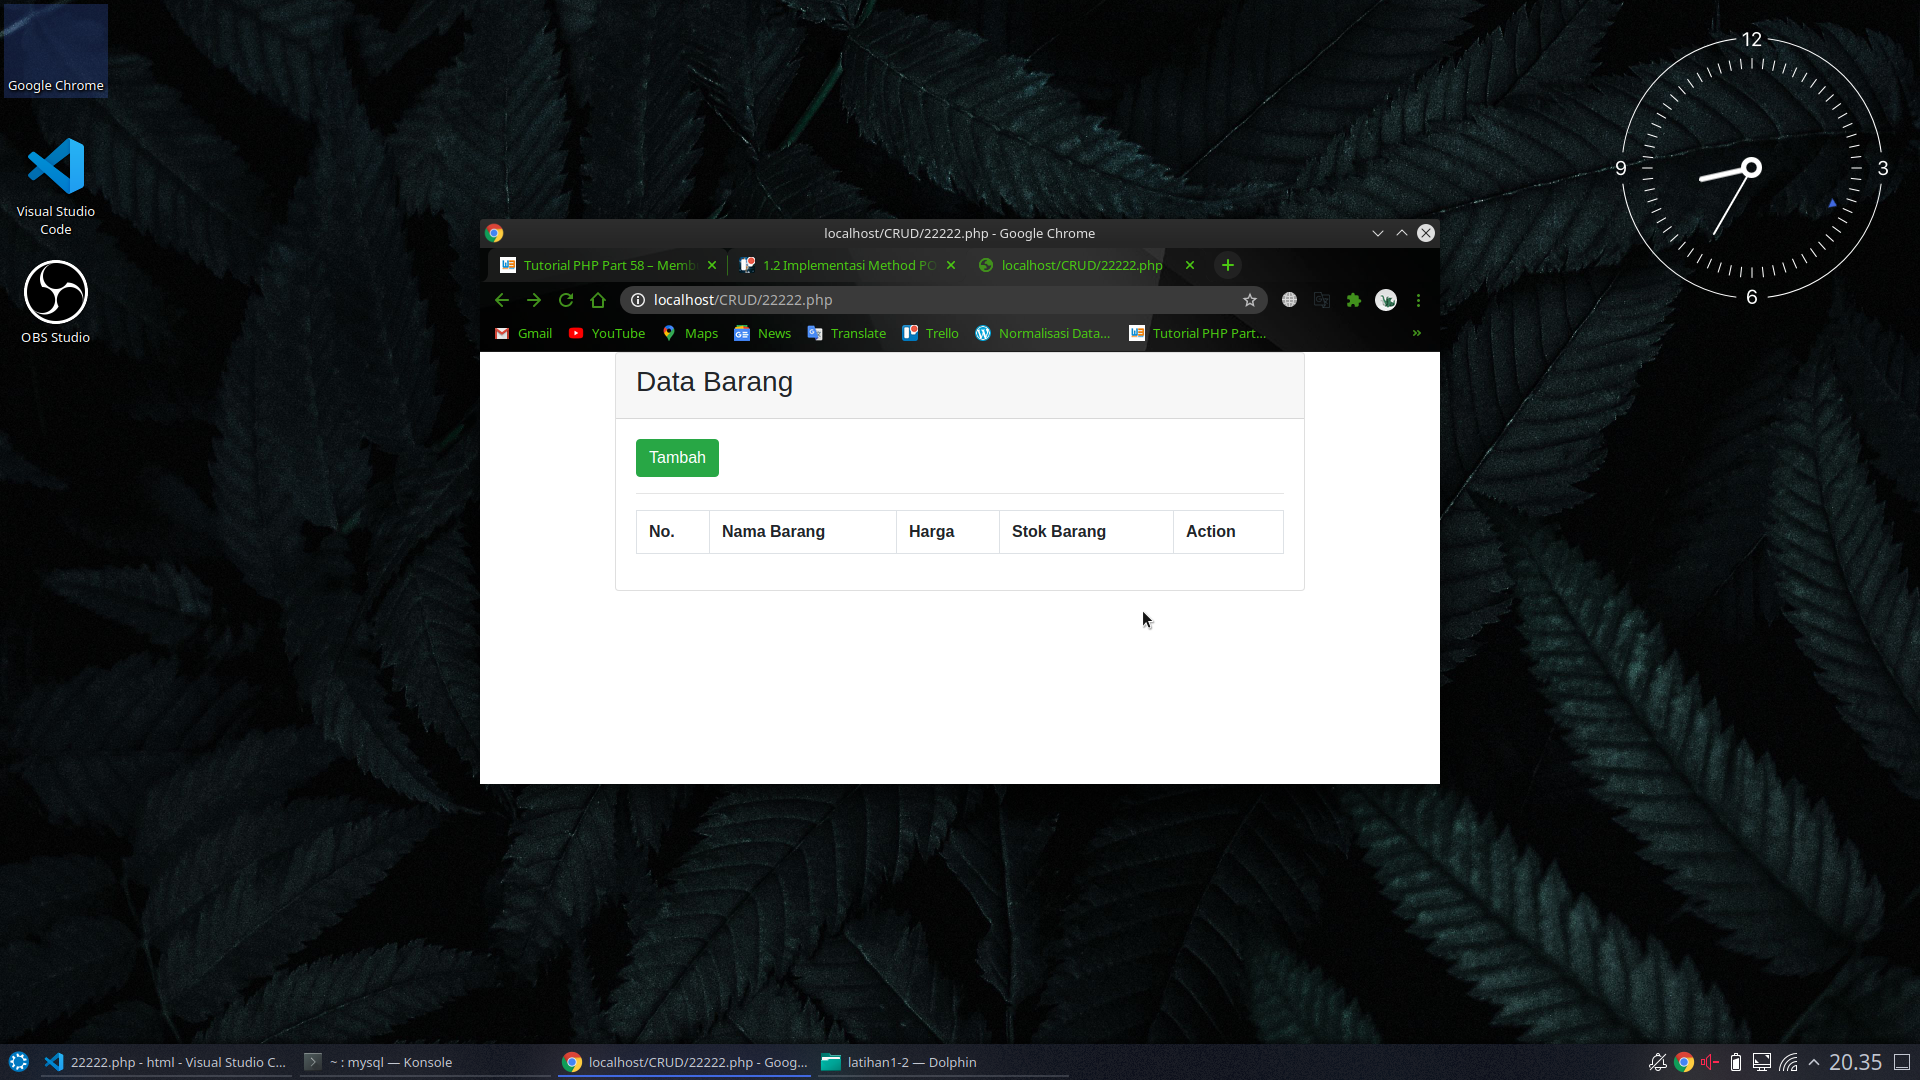 Google Chrome
Visual Studio
Code
OBS Studio
12
3
6
9
localhost/CRUD/22222.php - Google Chrome
Tutorial PHP Part 58 – Memb
1.2 Implementasi Method PO
localhost/CRUD/22222.php
localhost/CRUD/22222.php
Gmail
YouTube
Maps
News
Translate
Trello
Normalisasi Data...
Tutorial PHP Part...
Data Barang
Tambah
No. Nama Barang Harga Stok Barang Action
22222.php - html - Visual Studio C...
~ : mysql — Konsole
localhost/CRUD/22222.php - Goog...
latihan1-2 — Dolphin
20.35